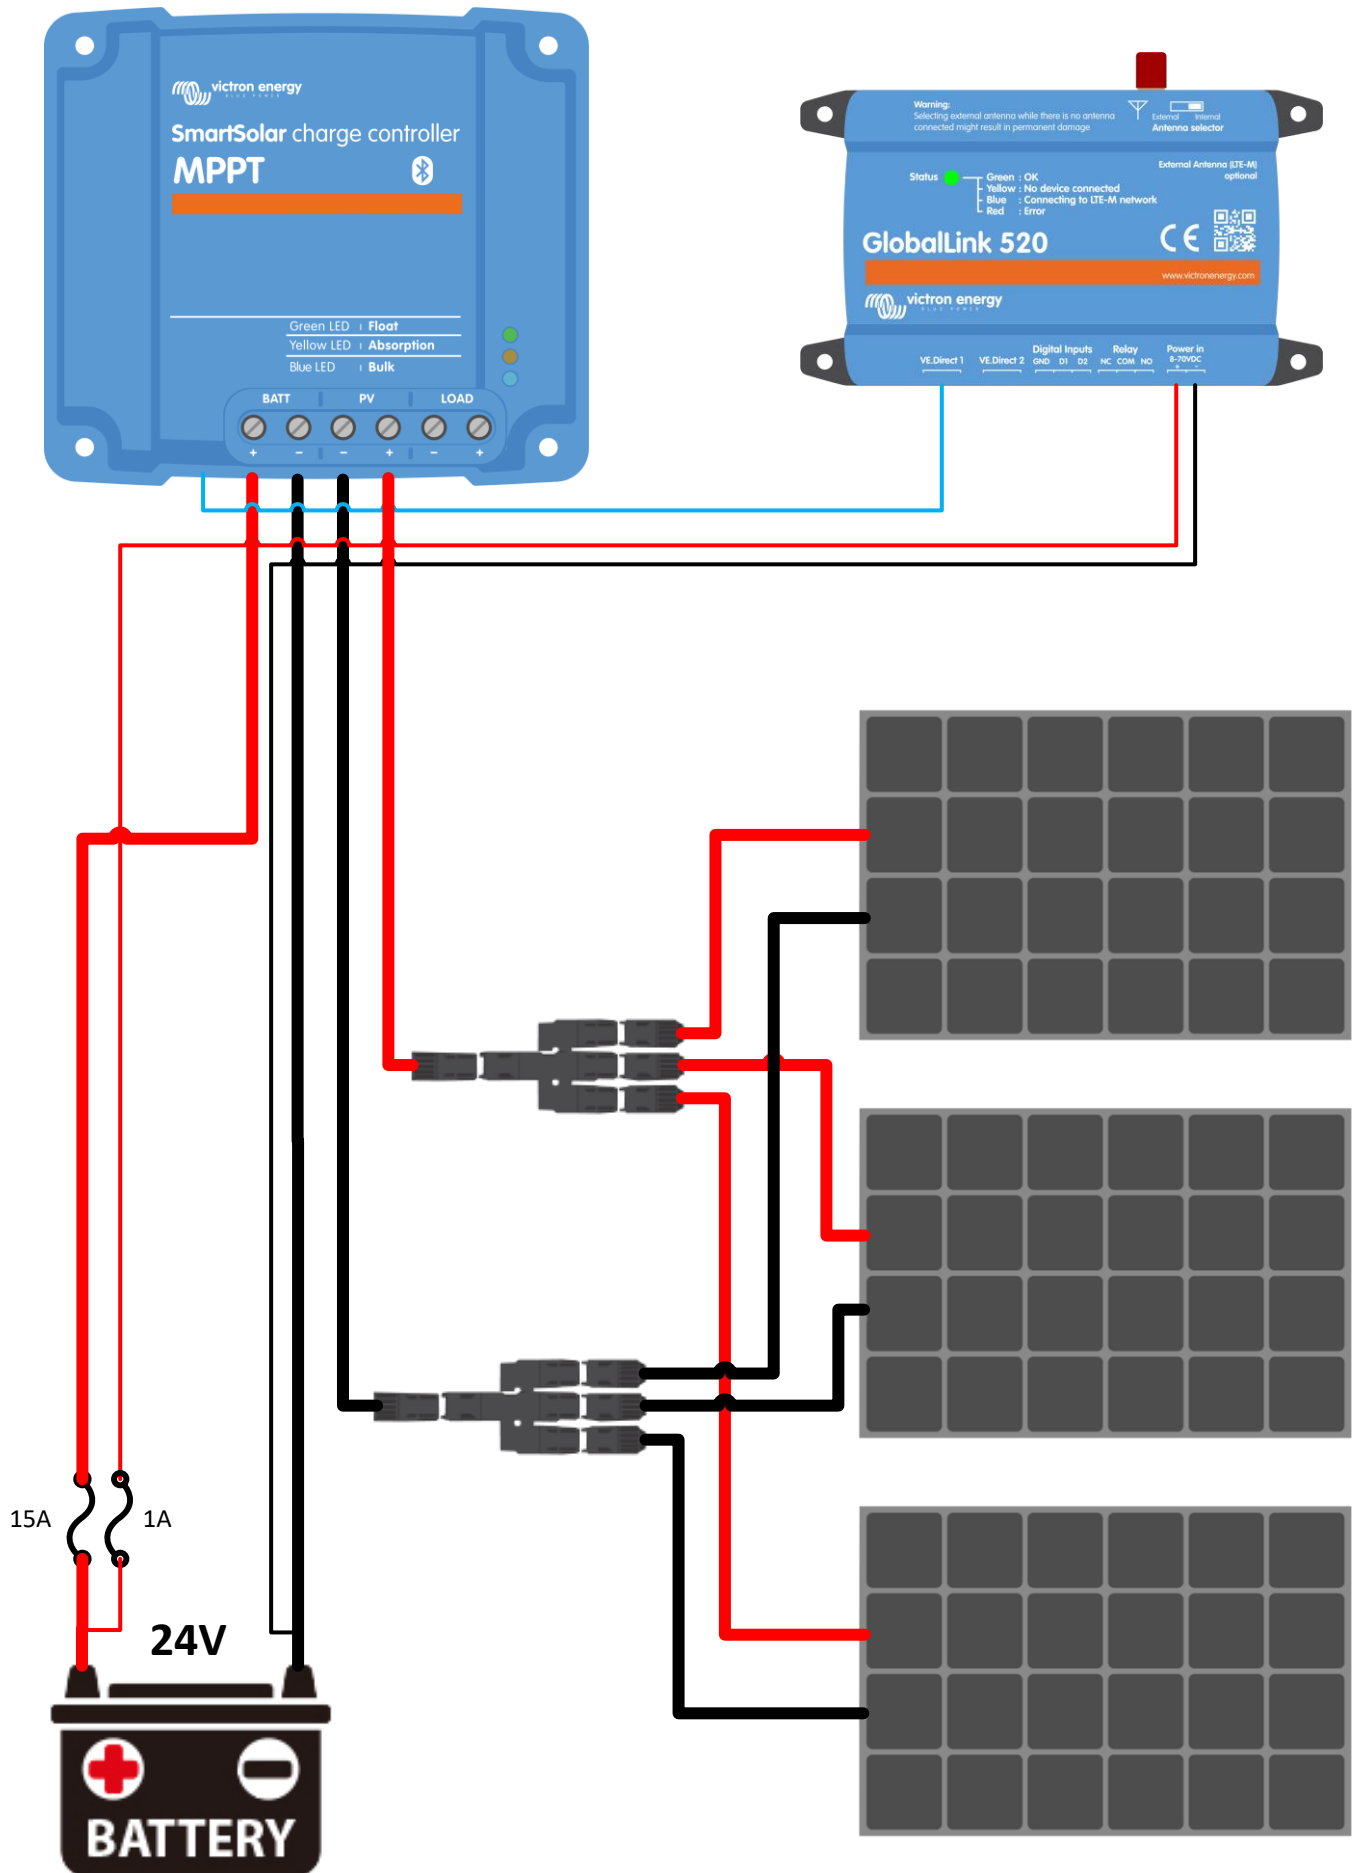 victron energy
BLUE POWER
SmartSolar charge controller
MPPT
Green LED | Float
Yellow LED | Absorption
Blue LED | Bulk
BATT | PV | LOAD
+ − − + − +
Warning:
Selecting external antenna while there is no antenna
connected might result in permanent damage
External Internal
Antenna selector
External Antenna (LTE-M)
optional
Status
Green : OK
Yellow : No device connected
Blue : Connecting to LTE-M network
Red : Error
GlobalLink 520
CE
www.victronenergy.com
victron energy
BLUE POWER
VE.Direct 1
VE.Direct 2
Digital Inputs
GND D1 D2
Relay
NC COM NO
Power in
8-70VDC
+ −
15A
1A
24V
BATTERY